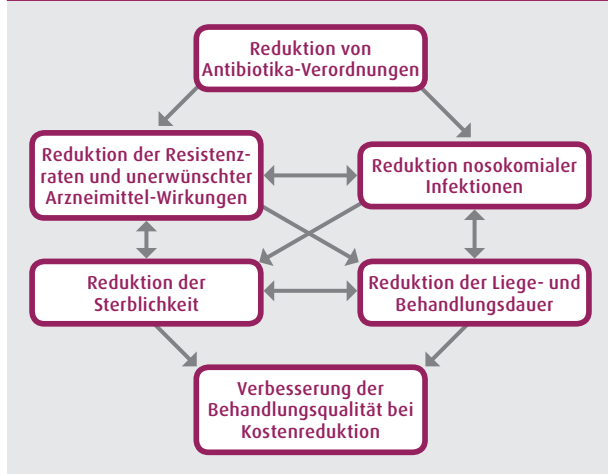 Reduktion von
Antibiotika-Verordnungen
Reduktion der Resistenz-
raten und unerwünschter
Arzneimittel-Wirkungen
Reduktion nosokomialer
Infektionen
Reduktion der
Sterblichkeit
Reduktion der Liege- und
Behandlungsdauer
Verbesserung der
Behandlungsqualität bei
Kostenreduktion